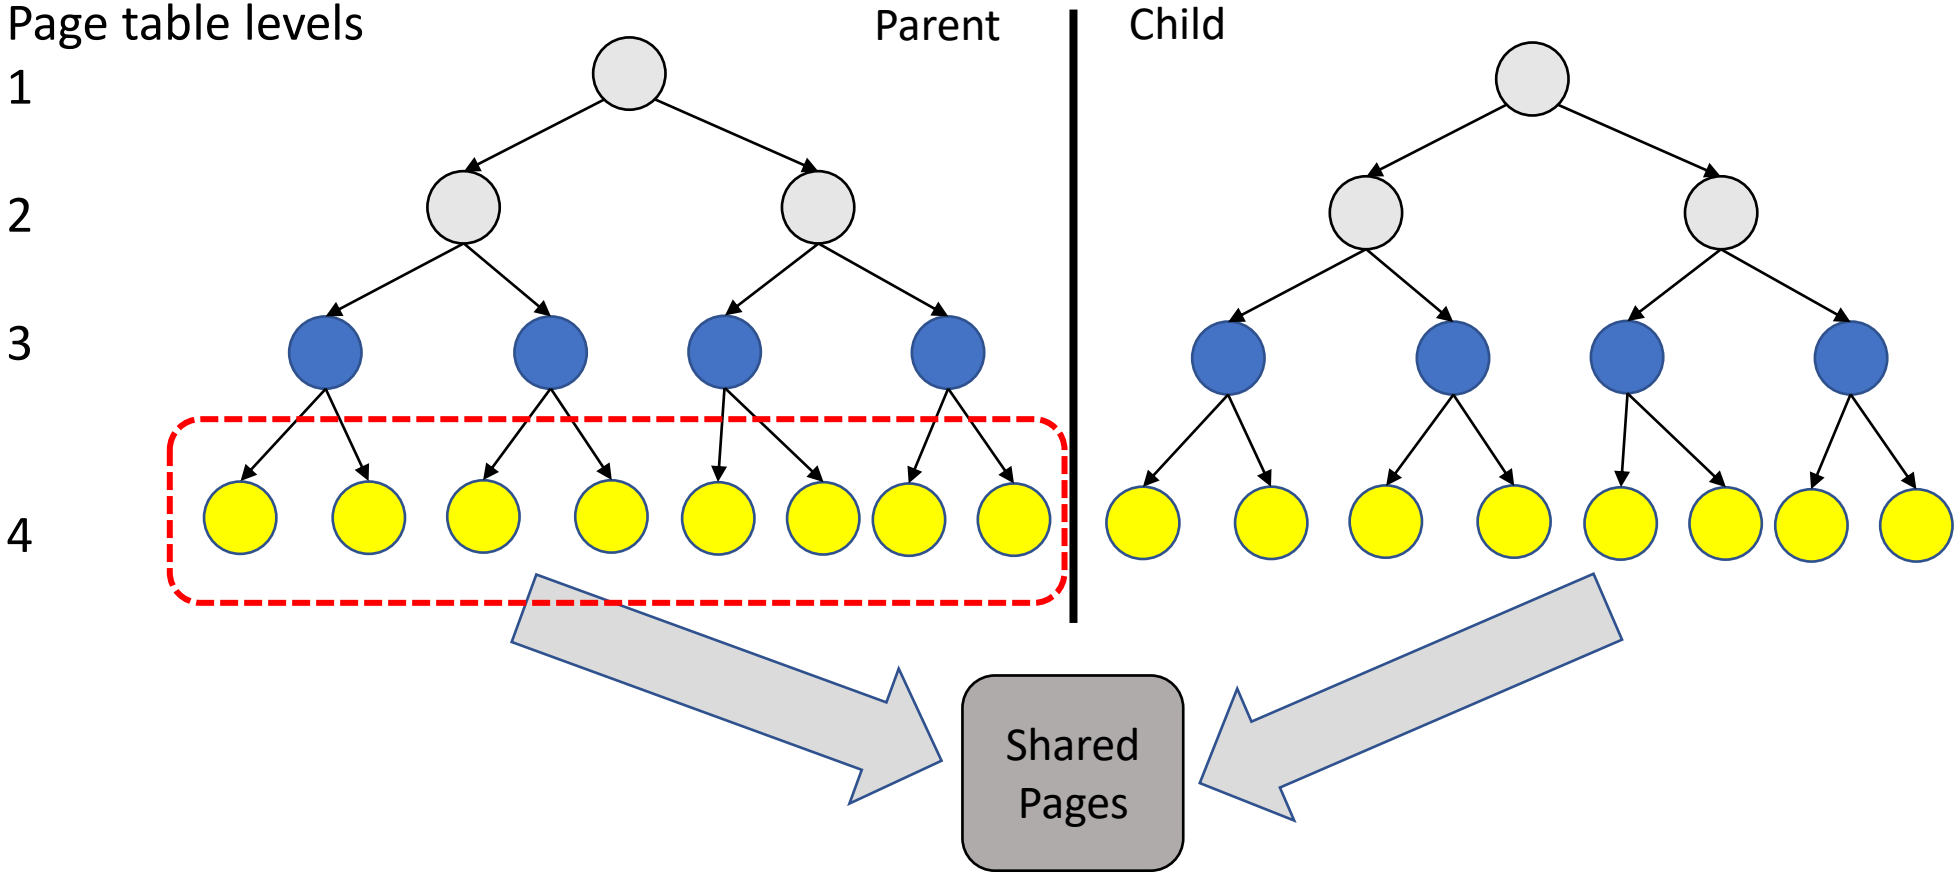 Page table levels
Parent
Child
1
2
3
4
Shared
Pages